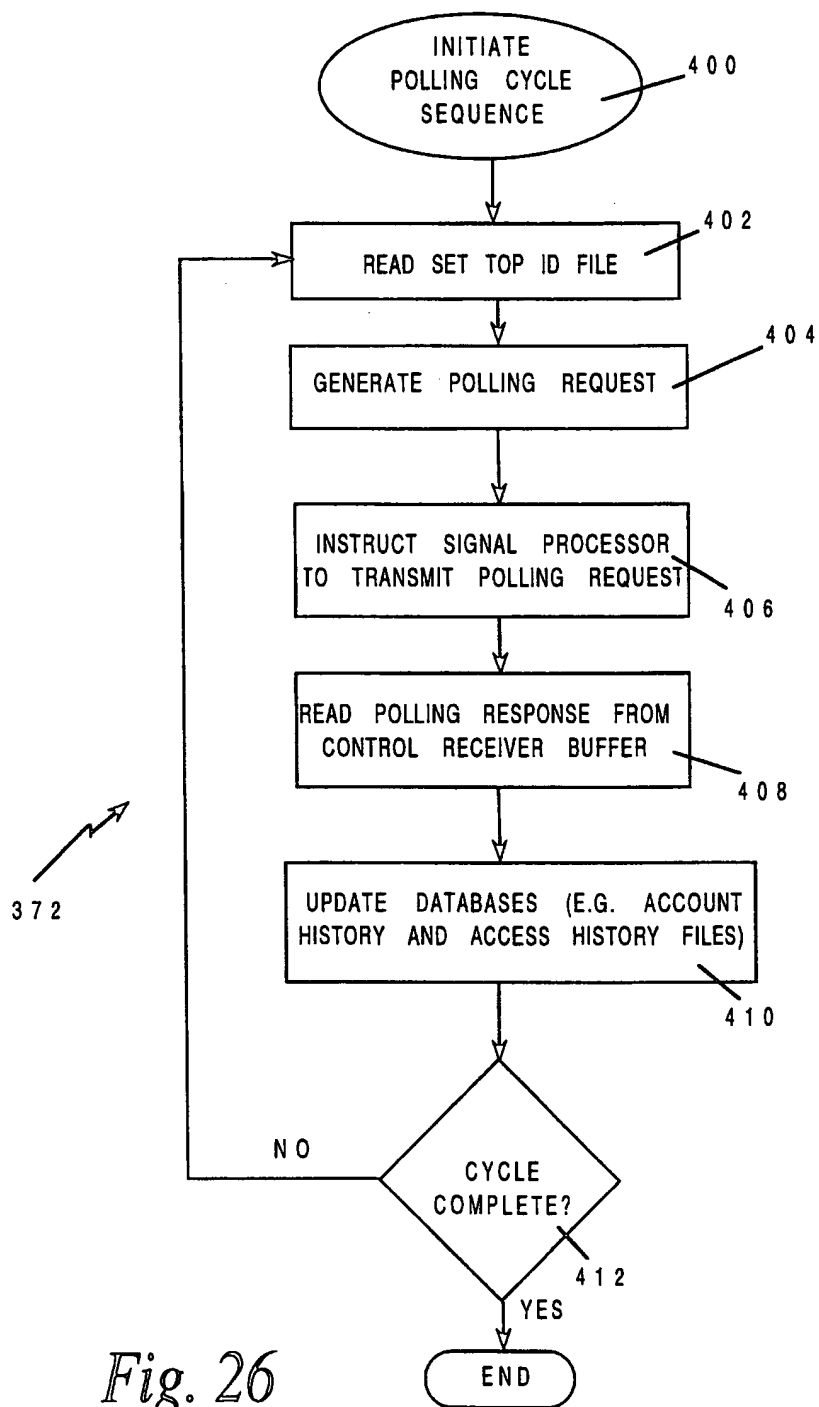 INITIATE
POLLING CYCLE
SEQUENCE
400
402
READ SET TOP ID FILE
404
GENERATE POLLING REQUEST
INSTRUCT SIGNAL PROCESSOR
TO TRANSMIT POLLING REQUEST
406
READ POLLING RESPONSE FROM
CONTROL RECEIVER BUFFER
408
372
UPDATE DATABASES (E.G. ACCOUNT
HISTORY AND ACCESS HISTORY FILES)
410
NO
CYCLE
COMPLETE?
412
YES
END
Fig. 26